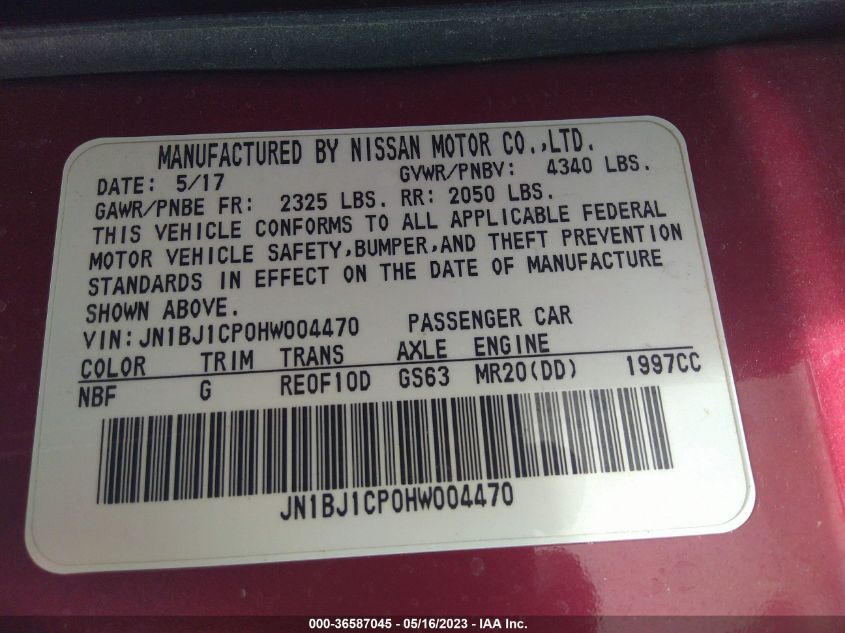 MANUFACTURED BY NISSAN MOTOR CO.,LTD.
DATE: 5/17 GVWR/PNBV: 4340 LBS.
GAWR/PNBE FR: 2325 LBS. RR: 2050 LBS.
THIS VEHICLE CONFORMS TO ALL APPLICABLE FEDERAL
MOTOR VEHICLE SAFETY,BUMPER,AND THEFT PREVENTION
STANDARDS IN EFFECT ON THE DATE OF MANUFACTURE
SHOWN ABOVE.
VIN: JN1BJ1CP0HW004470 PASSENGER CAR
COLOR TRIM TRANS AXLE ENGINE
NBF G RE0F10D GS63 MR20(DD) 1997CC
JN1BJ1CP0HW004470
000-36587045 - 05/16/2023 - IAA Inc.